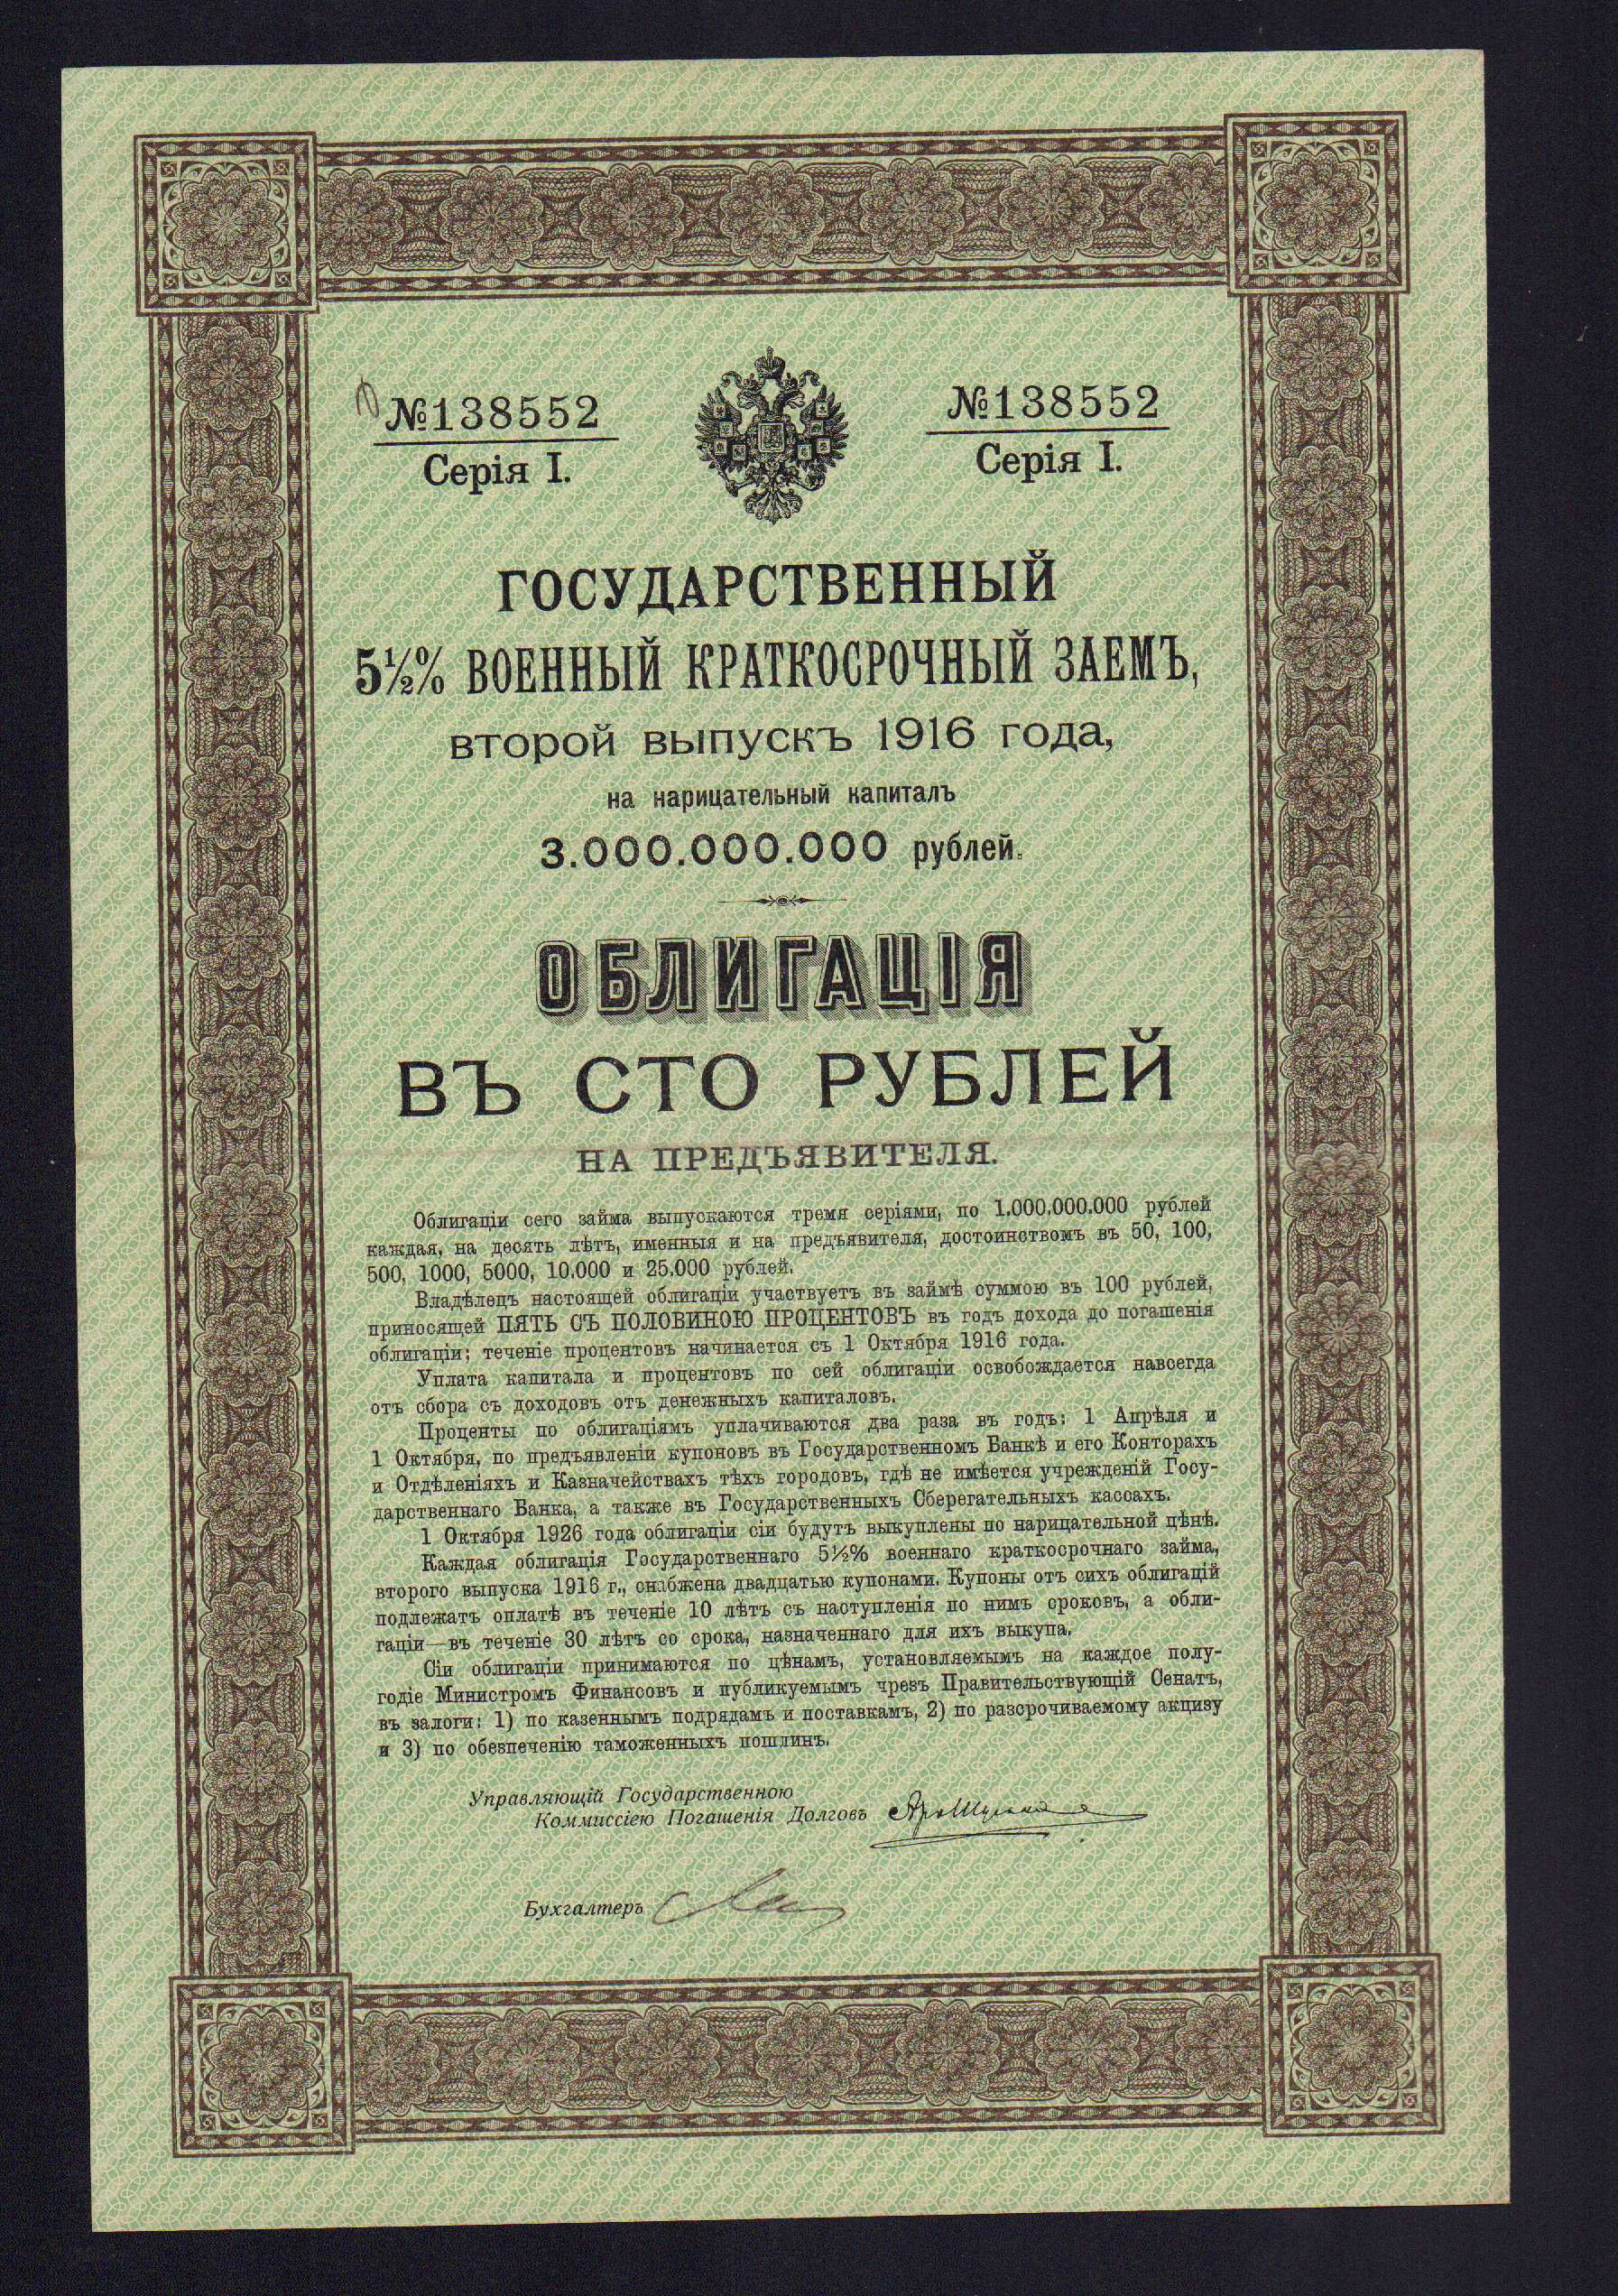 №138552
Серія I.
№138552
Серія I.
ГОСУДАРСТВЕННЫЙ
5½% ВОЕННЫЙ КРАТКОСРОЧНЫЙ ЗАЕМЪ,
второй выпускъ 1916 года,
на нарицательный капиталъ
3.000.000.000 рублей.
ОБЛИГАЦІЯ
ВЪ СТО РУБЛЕЙ
НА ПРЕДЪЯВИТЕЛЯ.
Облигаціи сего займа выпускаются тремя серіями, по 1.000.000.000 рублей
каждая, на десять лѣтъ, именныя и на предъявителя, достоинствомъ въ 50, 100,
500, 1000, 5000, 10.000 и 25.000 рублей.
Владѣлецъ настоящей облигаціи участвуетъ въ займѣ суммою въ 100 рублей,
приносящей ПЯТЬ СЪ ПОЛОВИНОЮ ПРОЦЕНТОВЪ въ годъ дохода до погашенія
облигаціи; теченіе процентовъ начинается съ 1 Октября 1916 года.
Уплата капитала и процентовъ по сей облигаціи освобождается навсегда
отъ сбора съ доходовъ отъ денежныхъ капиталовъ.
Проценты по облигаціямъ уплачиваются два раза въ годъ: 1 Апрѣля и
1 Октября, по предъявленіи купоновъ въ Государственномъ Банкѣ и его Конторахъ
и Отдѣленіяхъ и Казначействахъ тѣхъ городовъ, гдѣ не имѣется учрежденій Госу-
дарственнаго Банка, а также въ Государственныхъ Сберегательныхъ кассахъ.
1 Октября 1926 года облигаціи сіи будутъ выкуплены по нарицательной цѣнѣ.
Каждая облигація Государственнаго 5½% военнаго краткосрочнаго займа,
второго выпуска 1916 г., снабжена двадцатью купонами. Купоны отъ сихъ облигацій
подлежатъ оплатѣ въ теченіе 10 лѣтъ съ наступленія по нимъ сроковъ, а обли-
гаціи—въ теченіе 30 лѣтъ со срока, назначеннаго для ихъ выкупа.
Сіи облигаціи принимаются по цѣнамъ, установляемымъ на каждое полу-
годіе Министромъ Финансовъ и публикуемымъ чрезъ Правительствующій Сенатъ,
въ залоги: 1) по казеннымъ подрядамъ и поставкамъ, 2) по разсрочиваемому акцизу
и 3) по обезпеченію таможенныхъ пошлинъ.
Управляющій Государственною
Коммиссіею Погашенія Долговъ
Бухгалтеръ